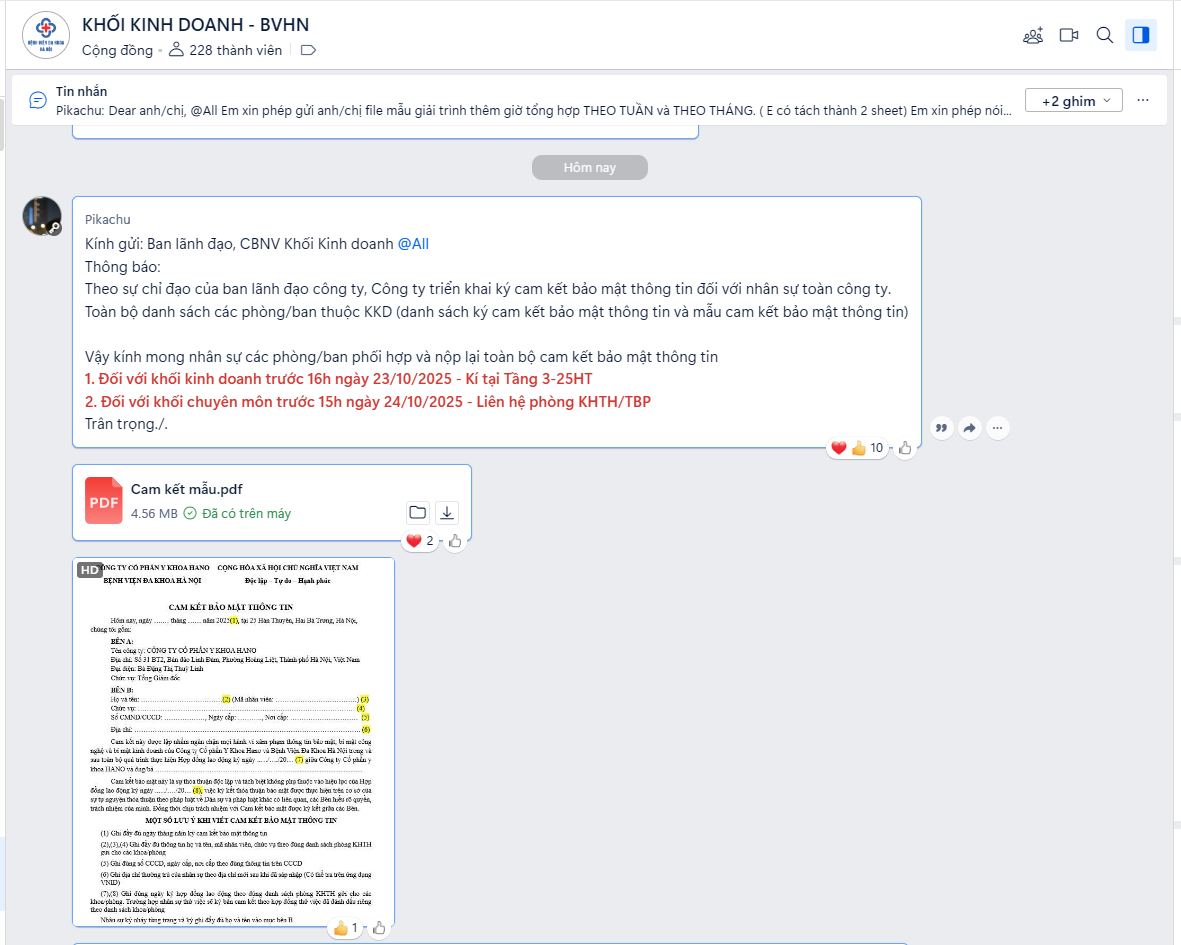 KHỐI KINH DOANH - BVHN
Cộng đồng
228 thành viên
BỆNH VIỆN ĐA KHOA
HÀ NỘI
Tin nhắn
Pikachu: Dear anh/chị, @All Em xin phép gửi anh/chị file mẫu giải trình thêm giờ tổng hợp THEO TUẦN và THEO THÁNG. ( E có tách thành 2 sheet) Em xin phép nói...
+2 ghim
Hôm nay
Pikachu
Kính gửi: Ban lãnh đạo, CBNV Khối Kinh doanh @All
Thông báo:
Theo sự chỉ đạo của ban lãnh đạo công ty, Công ty triển khai ký cam kết bảo mật thông tin đối với nhân sự toàn công ty.
Toàn bộ danh sách các phòng/ban thuộc KKD (danh sách ký cam kết bảo mật thông tin và mẫu cam kết bảo mật thông tin)
Vậy kính mong nhân sự các phòng/ban phối hợp và nộp lại toàn bộ cam kết bảo mật thông tin
1. Đối với khối kinh doanh trước 16h ngày 23/10/2025 - Kí tại Tầng 3-25HT
2. Đối với khối chuyên môn trước 15h ngày 24/10/2025 - Liên hệ phòng KHTH/TBP
Trân trọng./.
10
PDF
Cam kết mẫu.pdf
4.56 MB Đã có trên máy
2
HD
ÔNG TY CỔ PHẦN Y KHOA HANO CỘNG HÒA XÃ HỘI CHỦ NGHĨA VIỆT NAM
BỆNH VIỆN ĐA KHOA HÀ NỘI Độc lập – Tự do – Hạnh phúc
CAM KẾT BẢO MẬT THÔNG TIN
Hôm nay, ngày ....... tháng ...... năm 2025(1), tại 25 Hàn Thuyên, Hai Bà Trưng, Hà Nội,
chúng tôi gồm:
BÊN A:
Tên công ty: CÔNG TY CỔ PHẦN Y KHOA HANO
Địa chỉ: Số 31 BT2, Bán đảo Linh Đàm, Phường Hoàng Liệt, Thành phố Hà Nội, Việt Nam
Đại diện: Bà Đặng Thị Thuỳ Linh
Chức vụ: Tổng Giám đốc
BÊN B:
Họ và tên: ..............................(2) (Mã nhân viên: ..............................) (3)
Chức vụ: .............................. (4)
Số CMND/CCCD: ...................., Ngày cấp: ..........., Nơi cấp: .............................. (5)
Địa chỉ: .............................. (6)
Cam kết này được lập nhằm ngăn chặn mọi hành vi xâm phạm thông tin bảo mật, bí mật công
nghệ và bí mật kinh doanh của Công ty Cổ phần Y Khoa Hano và Bệnh Viện Đa Khoa Hà Nội trong và
sau toàn bộ quá trình thực hiện Hợp đồng lao động ký ngày ...../...../20.... (7) giữa Công ty Cổ phần y
khoa HANO và ông/bà ..............................
Cam kết bảo mật này là sự thỏa thuận độc lập và tách biệt không phụ thuộc vào hiệu lực của Hợp
đồng lao động ký ngày ...../...../20.... (8), việc ký kết thỏa thuận bảo mật được thực hiện trên cơ sở của
sự tự nguyện thỏa thuận theo pháp luật về Dân sự và pháp luật khác có liên quan, các Bên hiểu rõ quyền,
trách nhiệm của mình. Đồng thời chịu trách nhiệm với Cam kết bảo mật được ký kết giữa các Bên.
MỘT SỐ LƯU Ý KHI VIẾT CAM KẾT BẢO MẬT THÔNG TIN
(1) Ghi đầy đủ ngày tháng năm ký cam kết bảo mật thông tin
(2),(3),(4) Ghi đầy đủ thông tin họ và tên, mã nhân viên, chức vụ theo đúng danh sách phòng KHTH
gửi cho các khoa/phòng
(5) Ghi đúng số CCCD, ngày cấp, nơi cấp theo đúng thông tin trên CCCD
(6) Ghi địa chỉ thường trú của nhân sự theo địa chỉ mới sau khi đã sáp nhập (Có thể tra trên ứng dụng
VNID)
(7),(8) Ghi đúng ngày ký hợp đồng lao động theo đúng danh sách phòng KHTH gửi cho các
khoa/phòng. Trường hợp nhân sự thử việc sẽ ký bản cam kết theo hợp đồng thử việc đã đánh dấu riêng
theo danh sách khoa/phòng
Nhân sự ký nháy từng trang và ký ghi đầy đủ họ và tên vào mục bên B
1